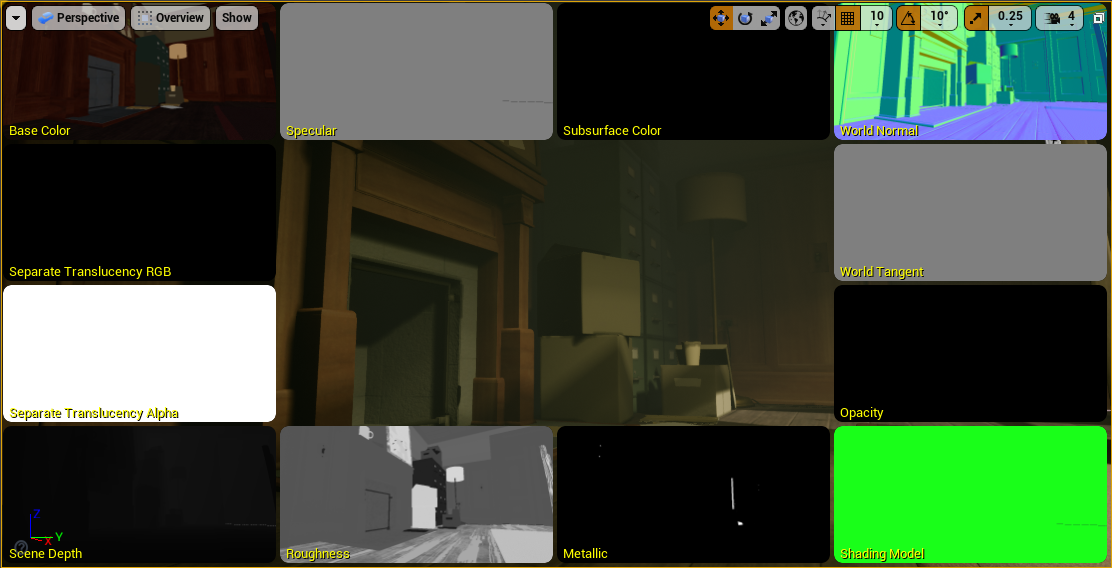 Perspective
Overview
Show
10
10°
0.25
4
Base Color
Specular
Subsurface Color
World Normal
Separate Translucency RGB
World Tangent
Separate Translucency Alpha
Opacity
Z
Y
X
?
Scene Depth
Roughness
Metallic
Shading Model